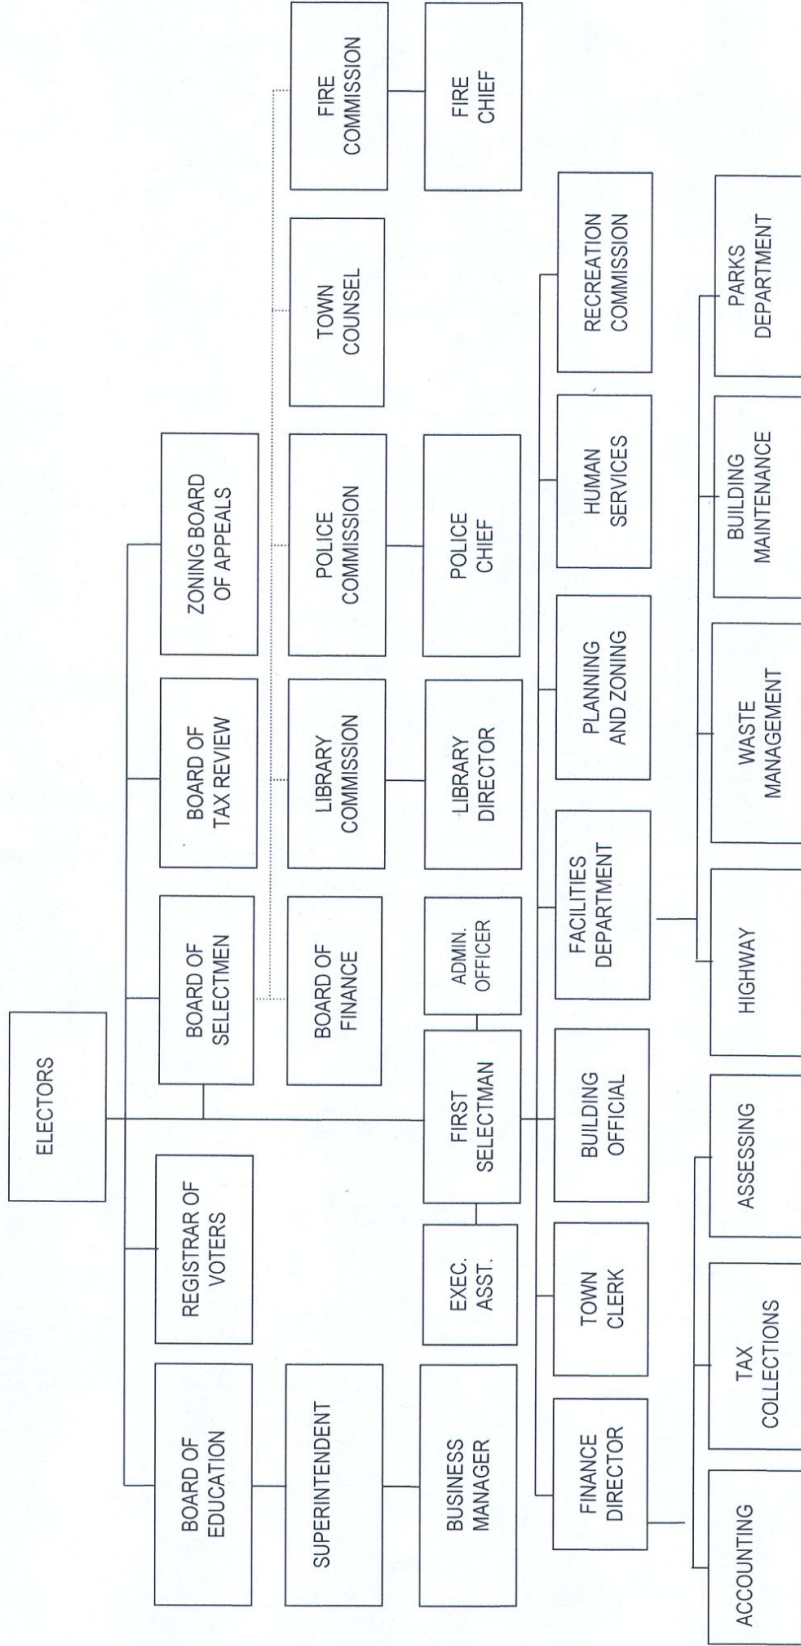 ELECTORS
BOARD OF
EDUCATION
REGISTRAR OF
VOTERS
BOARD OF
SELECTMEN
BOARD OF
TAX REVIEW
ZONING BOARD
OF APPEALS
SUPERINTENDENT
BOARD OF
FINANCE
LIBRARY
COMMISSION
POLICE
COMMISSION
TOWN
COUNSEL
FIRE
COMMISSION
BUSINESS
MANAGER
EXEC.
ASST.
FIRST
SELECTMAN
ADMIN.
OFFICER
LIBRARY
DIRECTOR
POLICE
CHIEF
FIRE
CHIEF
FINANCE
DIRECTOR
TOWN
CLERK
BUILDING
OFFICIAL
FACILITIES
DEPARTMENT
PLANNING
AND ZONING
HUMAN
SERVICES
RECREATION
COMMISSION
ACCOUNTING
TAX
COLLECTIONS
ASSESSING
HIGHWAY
WASTE
MANAGEMENT
BUILDING
MAINTENANCE
PARKS
DEPARTMENT